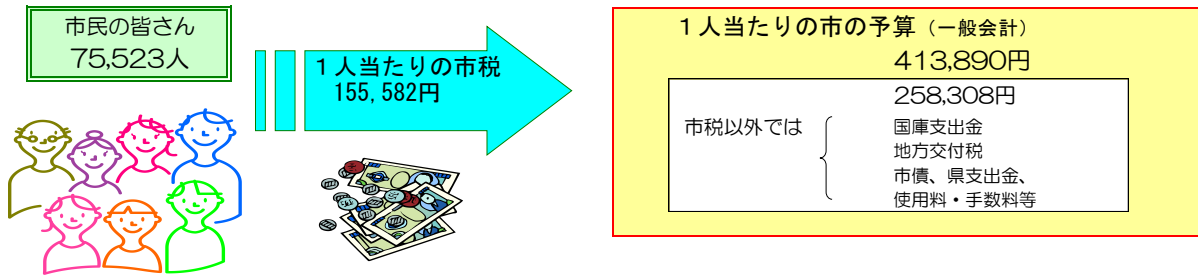 市民の皆さん
75,523人
1人当たりの市税
155,582円
1人当たりの市の予算（一般会計）
413,890円
258,308円
市税以外では
国庫支出金
地方交付税
市債、県支出金、
使用料・手数料等